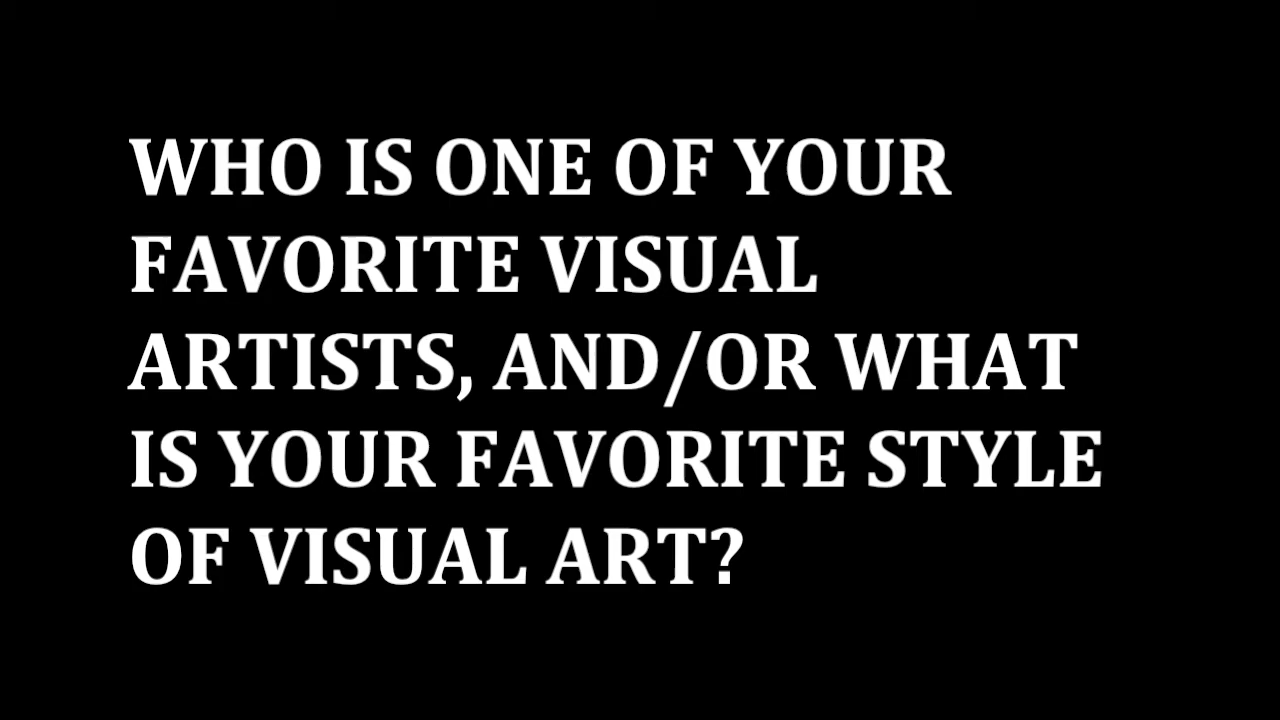 WHO IS ONE OF YOUR
FAVORITE VISUAL
ARTISTS, AND/OR WHAT
IS YOUR FAVORITE STYLE
OF VISUAL ART?